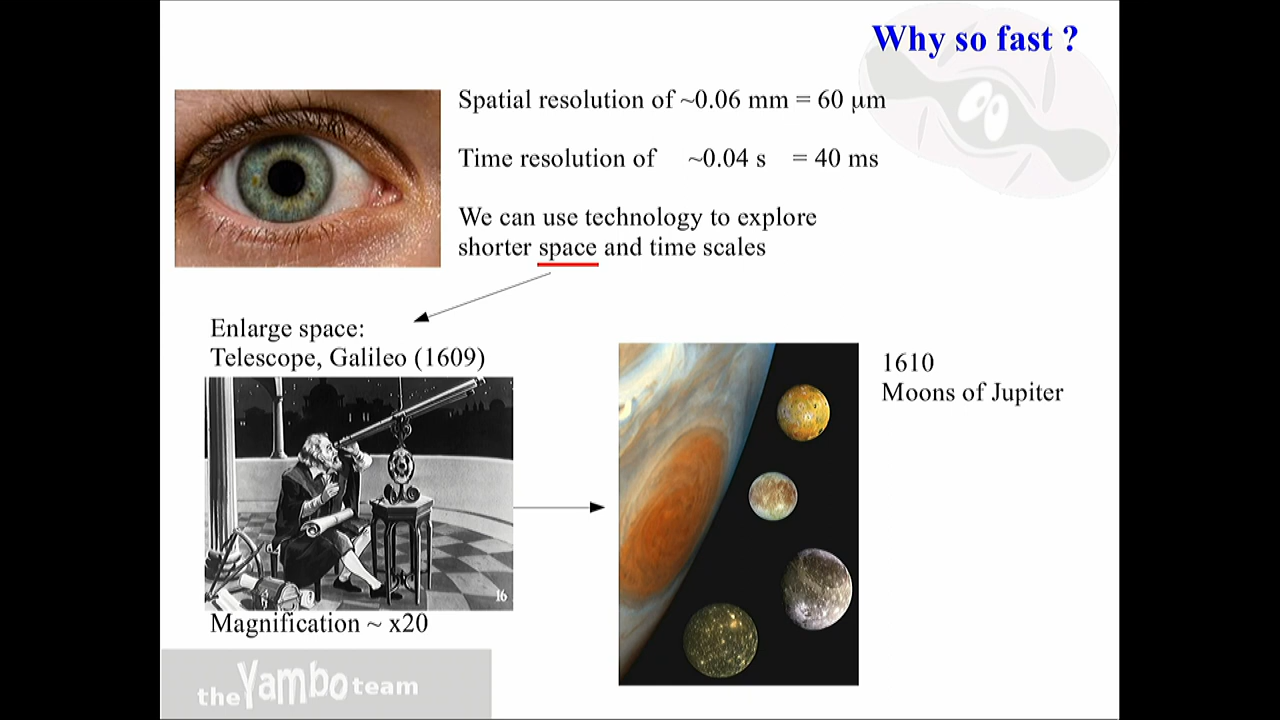 Why so fast ?
Spatial resolution of ~0.06 mm = 60 μm
Time resolution of ~0.04 s = 40 ms
We can use technology to explore
shorter space and time scales
Enlarge space:
Telescope, Galileo (1609)
16
Magnification ~ x20
1610
Moons of Jupiter
the Yambo team